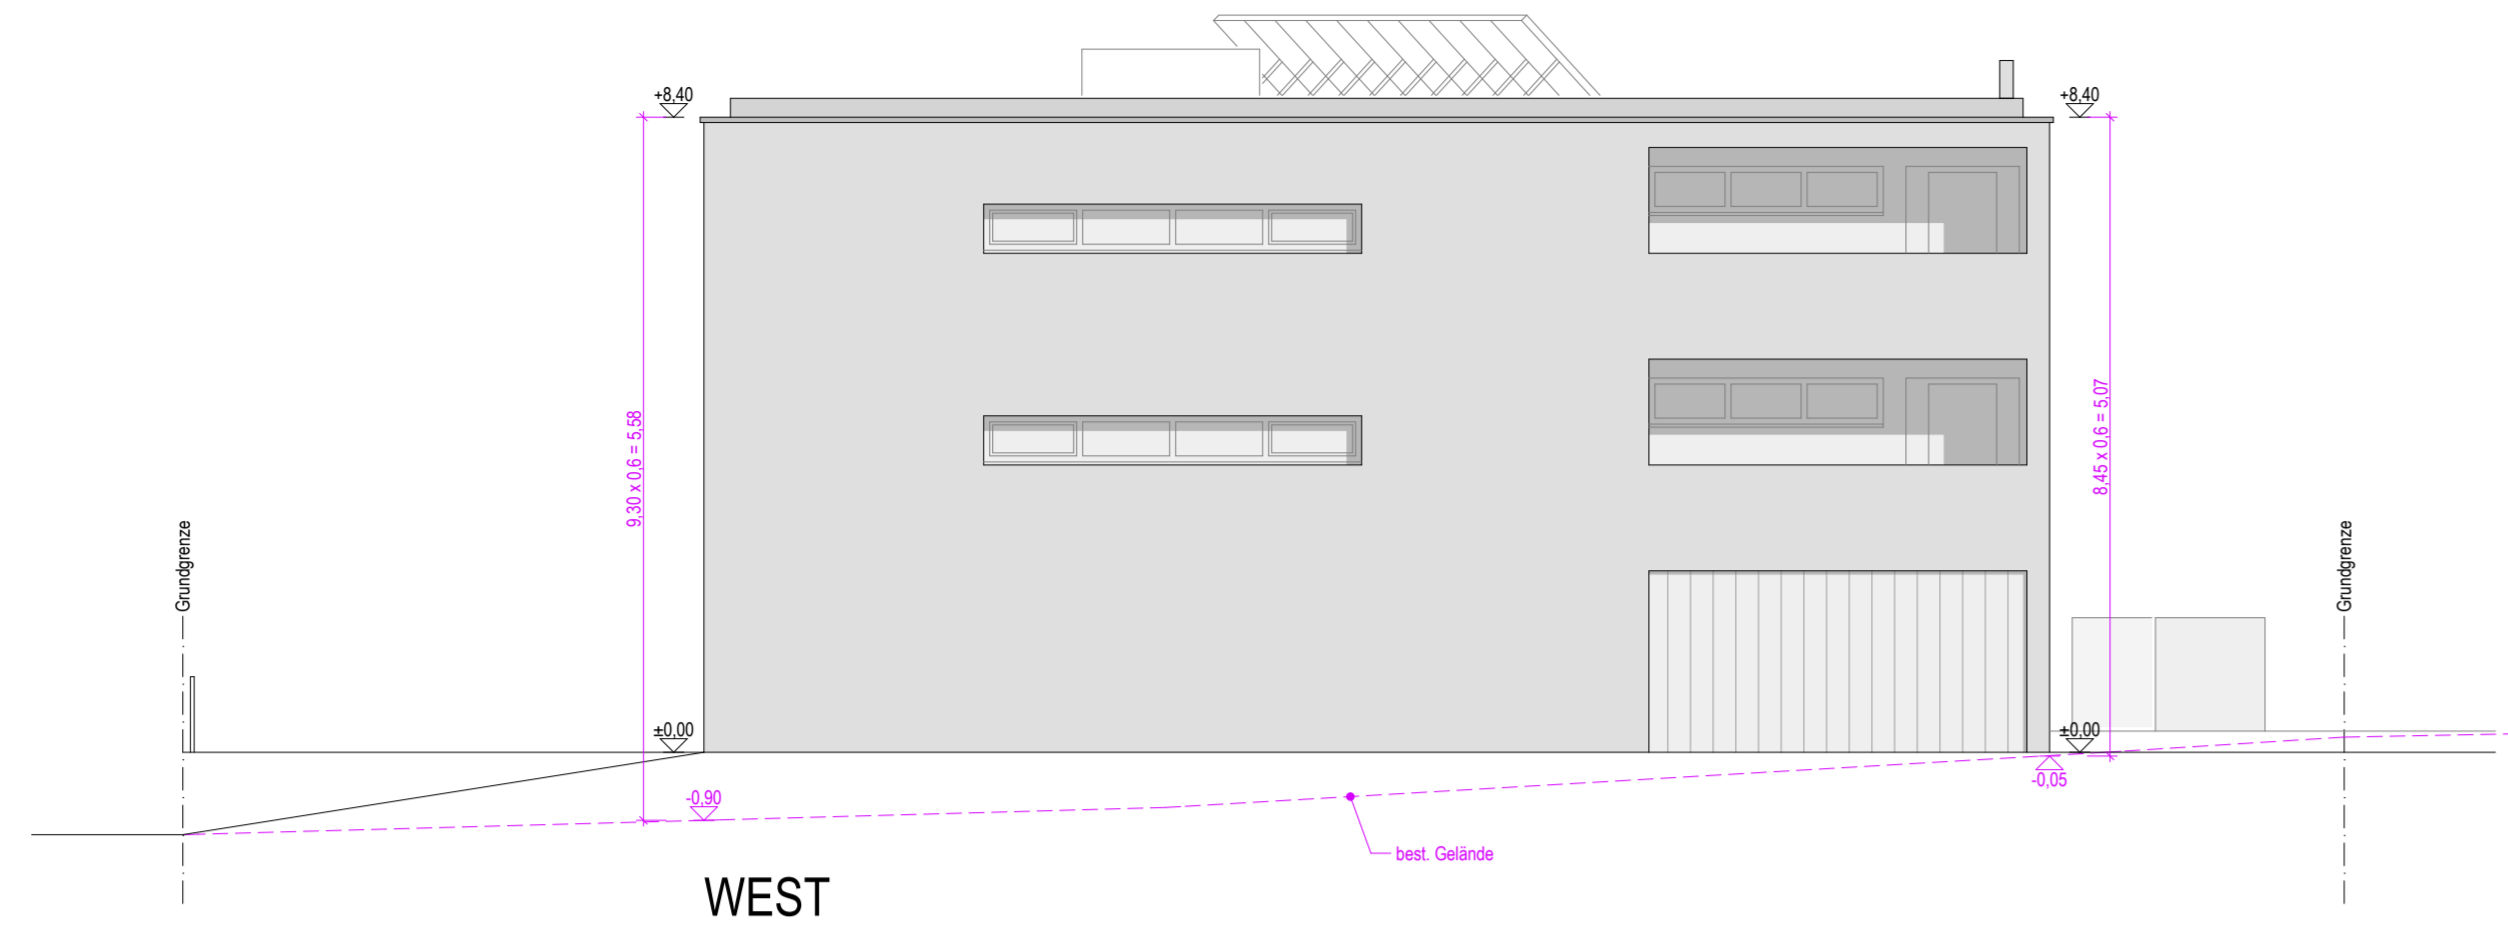 +8,40
+8,40
9,30 x 0,6 = 5,58
8,45 x 0,6 = 5,07
Grundgrenze
Grundgrenze
±0,00
±0,00
-0,90
-0,05
best. Gelände
WEST